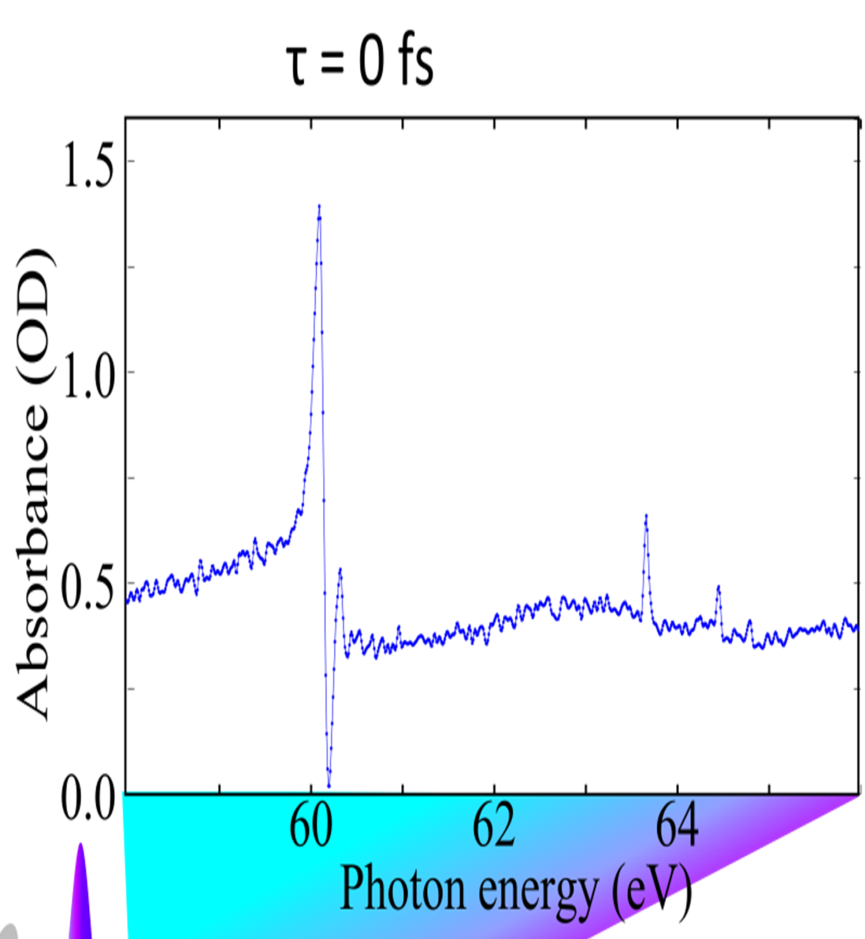 τ = 0 fs
Absorbance (OD)
1.5
1.0
0.5
0.0
60 62 64
Photon energy (eV)